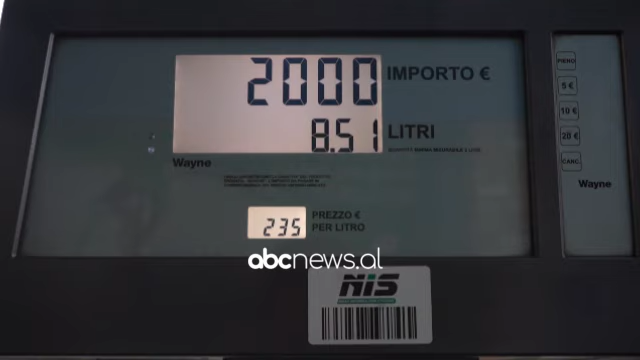 2000 IMPORTO €
8.51 LITRI
Wayne
235 PREZZO €
PER LITRO
abcnews.al
NIS
PIENO
5 €
10 €
20 €
CANC.
Wayne